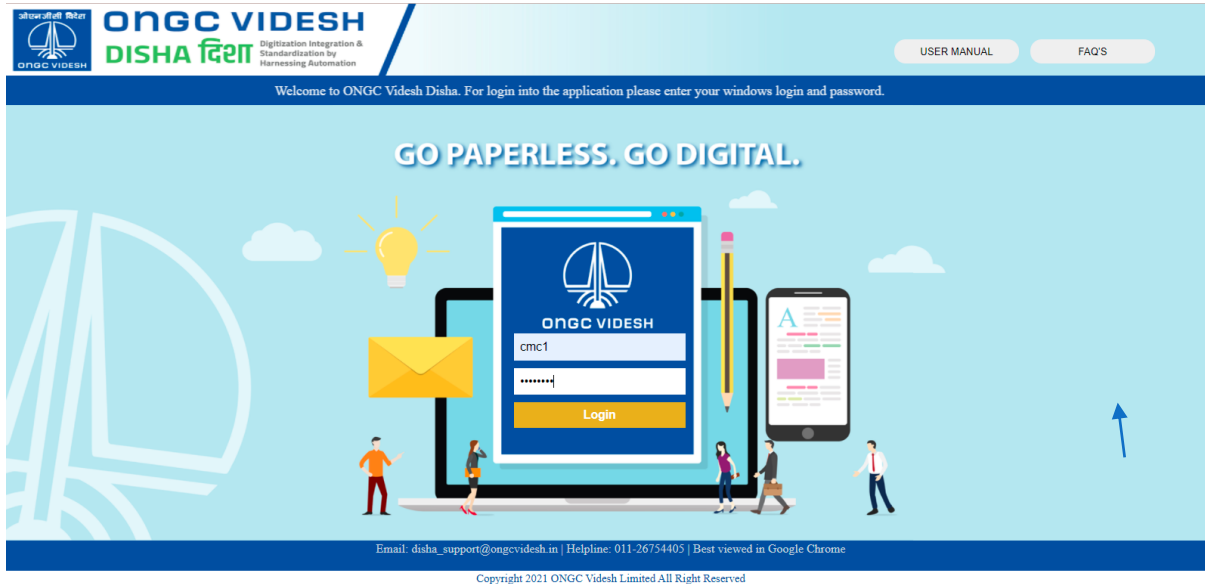 ओएनजीसी विदेश
ONGC VIDESH
ONGC VIDESH
DISHA दिशा
Digitization Integration &
Standardization by
Harnessing Automation
USER MANUAL
FAQ'S
Welcome to ONGC Videsh Disha. For login into the application please enter your windows login and password.
GO PAPERLESS. GO DIGITAL.
ONGC VIDESH
cmc1
••••••••
Login
A
Email: disha_support@ongcvidesh.in | Helpline: 011-26754405 | Best viewed in Google Chrome
Copyright 2021 ONGC Videsh Limited All Right Reserved